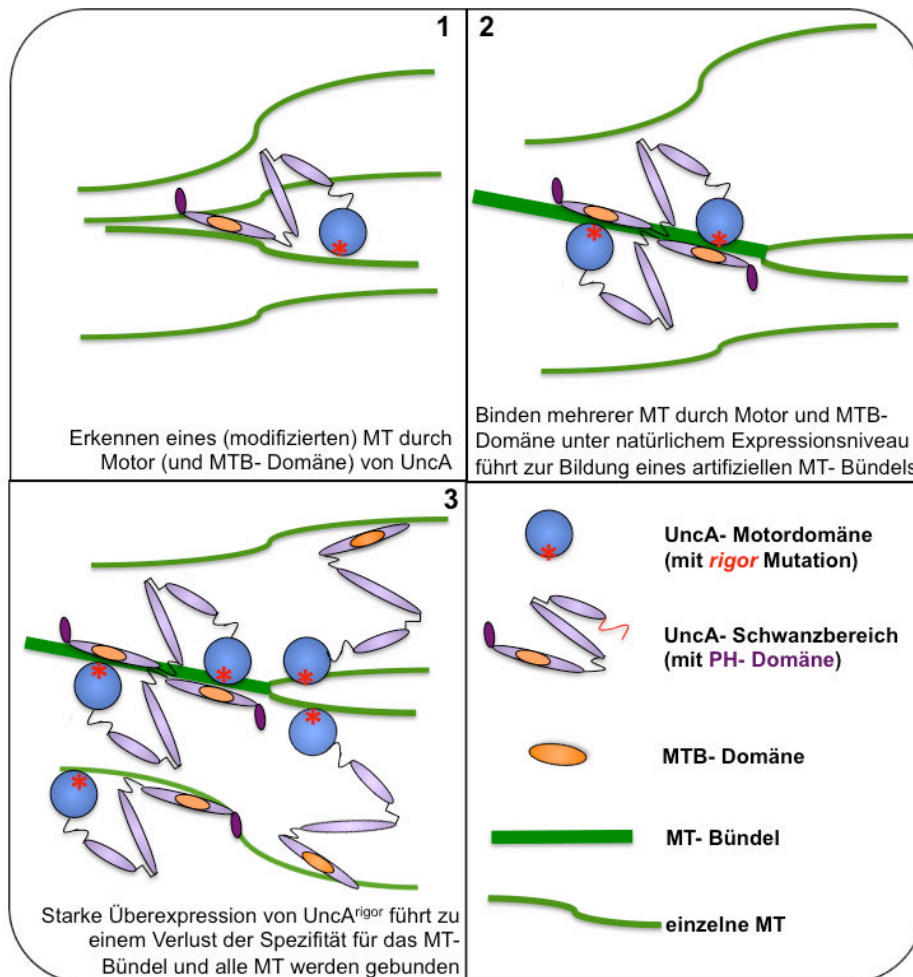 1
Erkennen eines (modifizierten) MT durch
Motor (und MTB- Domäne) von UncA
2
Binden mehrerer MT durch Motor und MTB-
Domäne unter natürlichem Expressionsniveau
führt zur Bildung eines artifiziellen MT- Bündels
3
Starke Überexpression von UncArigor führt zu
einem Verlust der Spezifität für das MT-
Bündel und alle MT werden gebunden
UncA- Motordomäne
(mit rigor Mutation)
UncA- Schwanzbereich
(mit PH- Domäne)
MTB- Domäne
MT- Bündel
einzelne MT